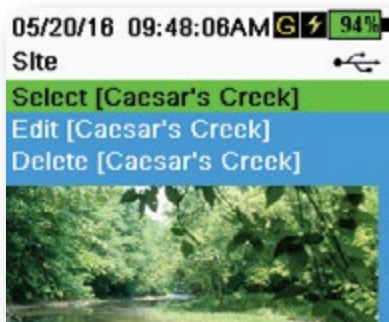 05/20/16 09:48:06AM G 94%
Site
Select [Caesar's Creek]
Edit [Caesar's Creek]
Delete [Caesar's Creek]